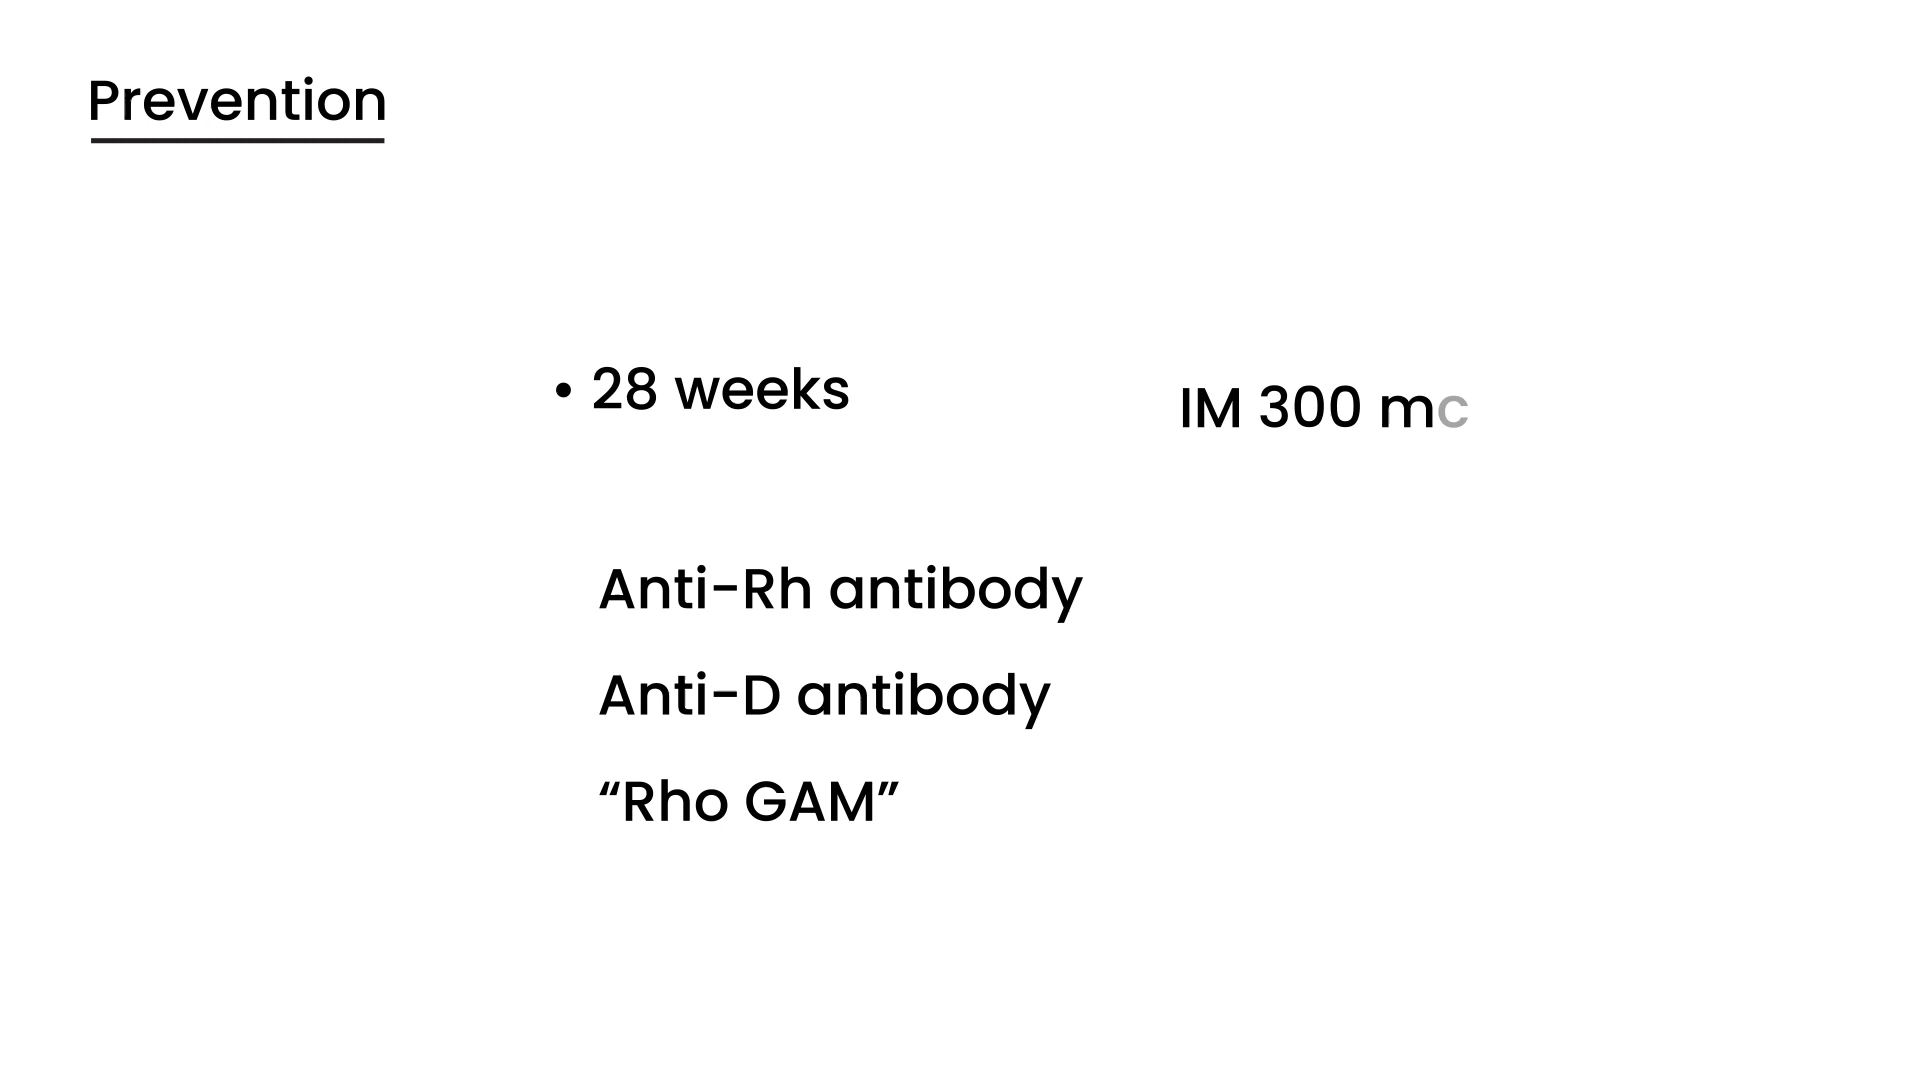 Prevention
• 28 weeks
IM 300 mc
Anti-Rh antibody
Anti-D antibody
“Rho GAM”